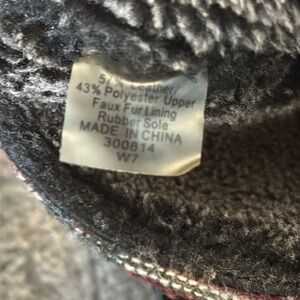 Leather/
43% Polyester Upper
Faux Fur Lining
Rubber Sole
MADE IN CHINA
300814
W7